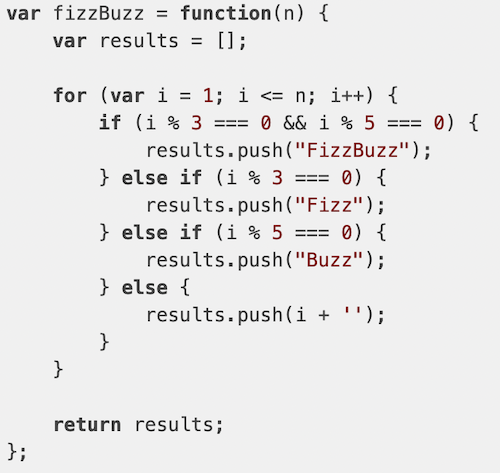 var fizzBuzz = function(n) {
    var results = [];

    for (var i = 1; i <= n; i++) {
        if (i % 3 === 0 && i % 5 === 0) {
            results.push("FizzBuzz");
        } else if (i % 3 === 0) {
            results.push("Fizz");
        } else if (i % 5 === 0) {
            results.push("Buzz");
        } else {
            results.push(i + '');
        }
    }

    return results;
};